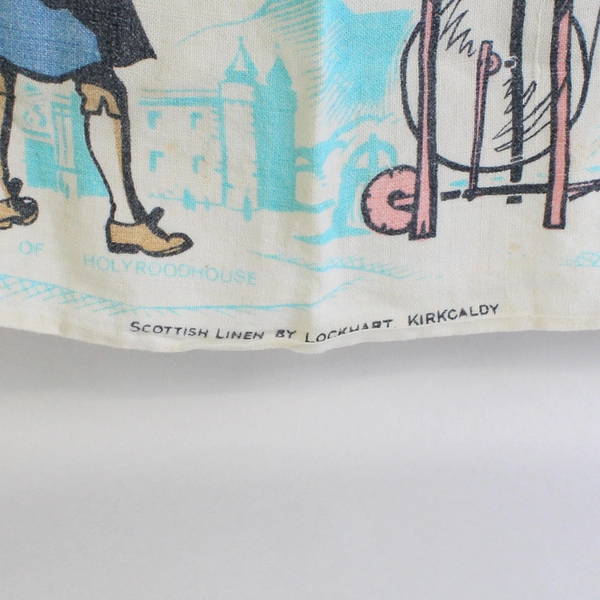 OF HOLYROODHOUSE
SCOTTISH LINEN BY LOCKHART KIRKCALDY